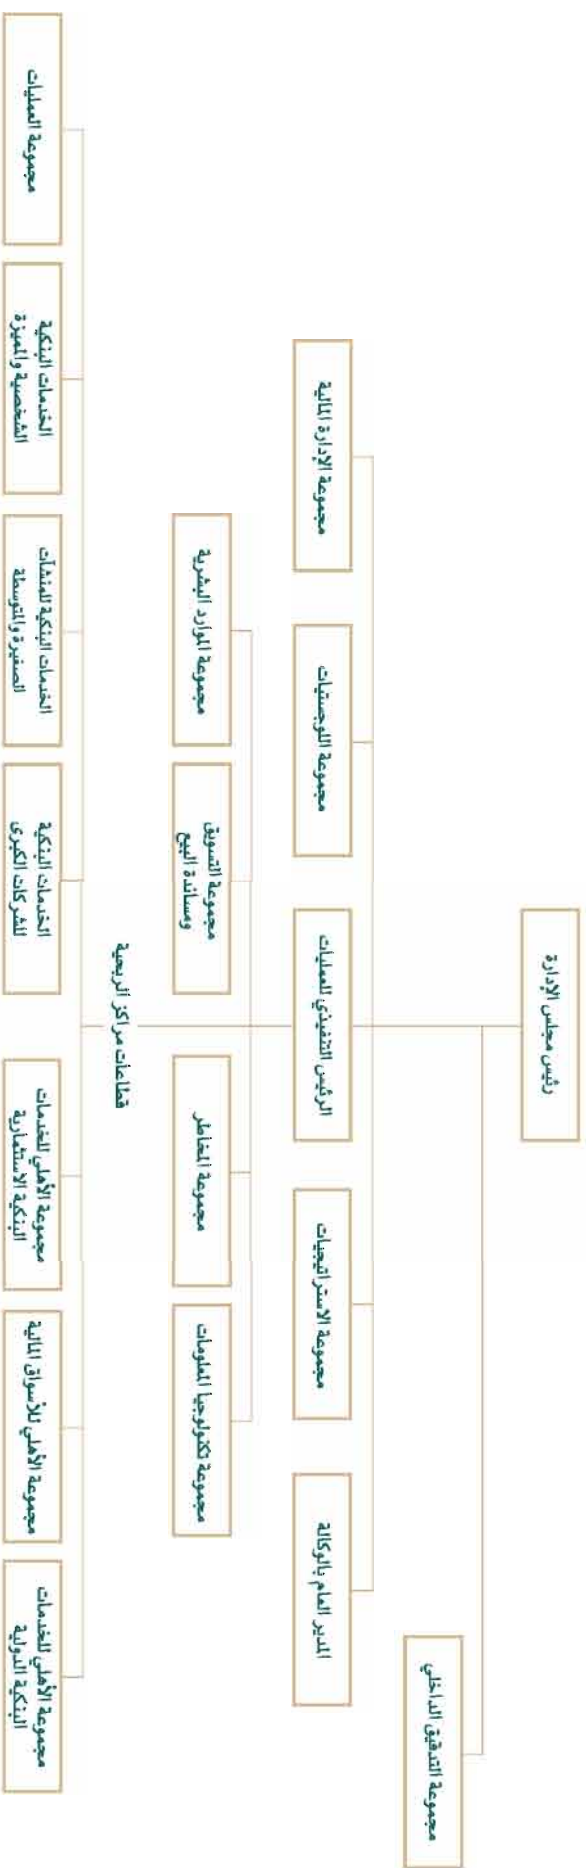 رئيس مجلس الإدارة
مجموعة التدقيق الداخلي
المدير العام بالوكالة
مجموعة الاستراتيجيات
الرئيس التنفيذي للعمليات
مجموعة اللوجستيات
مجموعة الإدارة المالية
مجموعة تكنولوجيا المعلومات
مجموعة المخاطر
مجموعة التسويق
ومساندة البيع
مجموعة الموارد البشرية
قطاعات مراكز الربحية
مجموعة الأهلي للخدمات
البنكية الدولية
مجموعة الأهلي للأسواق المالية
مجموعة الأهلي للخدمات
البنكية الاستثمارية
الخدمات البنكية
للشركات الكبرى
الخدمات البنكية للمنشآت
الصغيرة والمتوسطة
الخدمات البنكية
الشخصية والمميزة
مجموعة العمليات